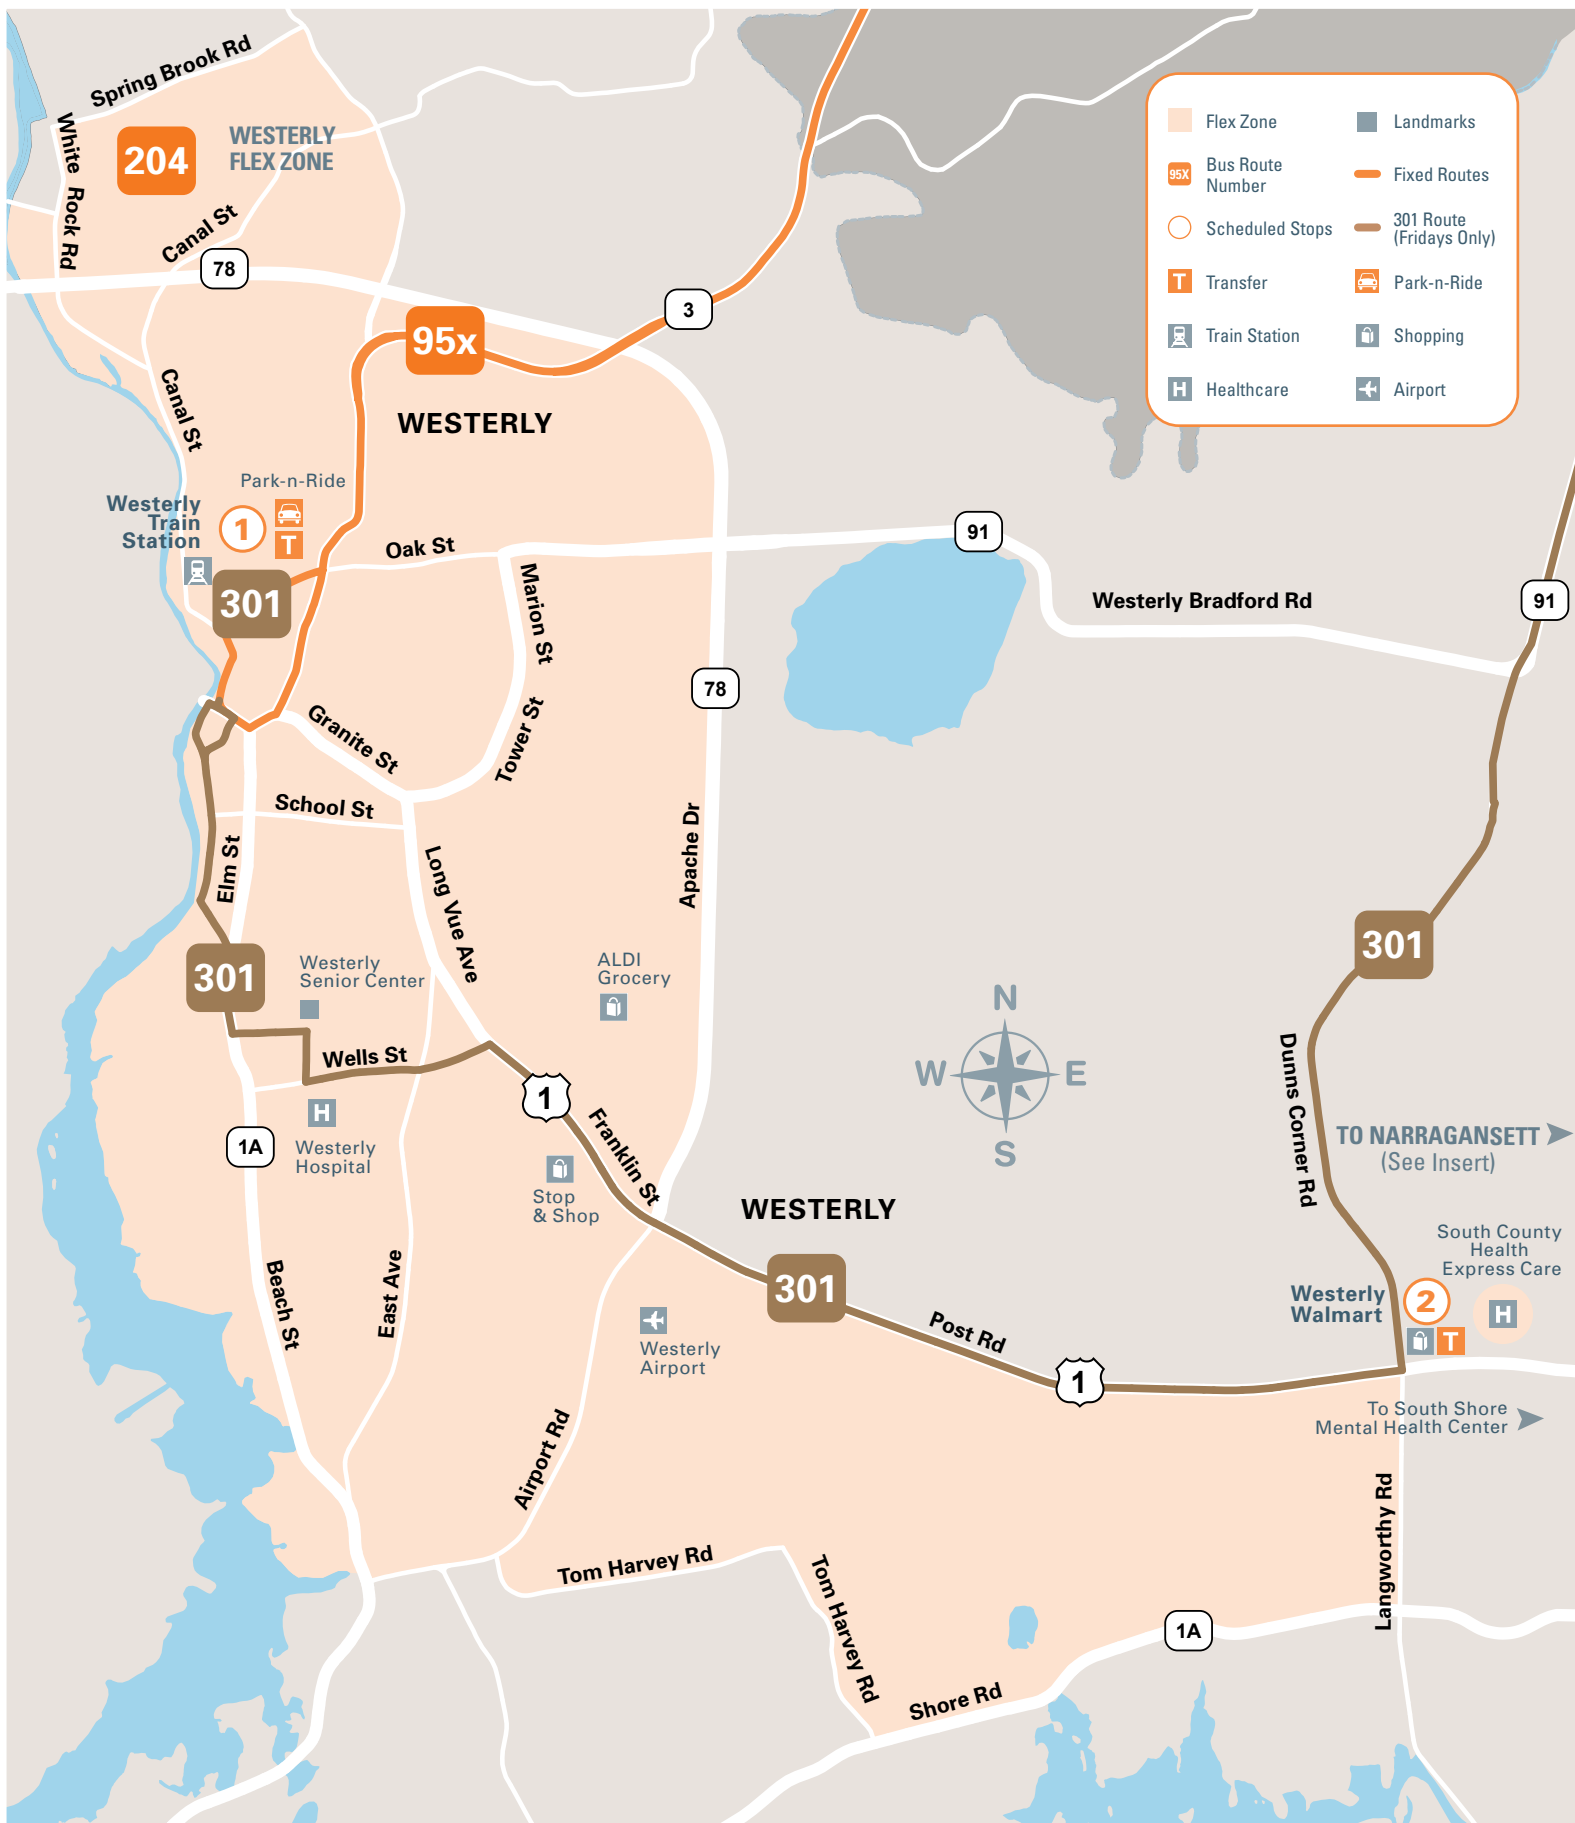 Spring Brook Rd
White Rock Rd
204
WESTERLY
FLEX ZONE
Canal St
78
95x
3
WESTERLY
Canal St
Park-n-Ride
Westerly
Train
Station
1
T
301
Oak St
Marion St
Tower St
91
Westerly Bradford Rd
91
78
Granite St
School St
Elm St
Long Vue Ave
Apache Dr
301
Westerly
Senior Center
ALDI
Grocery
Wells St
H
Westerly
Hospital
1A
1
Franklin St
Stop
& Shop
N
W
E
S
301
Dunns Corner Rd
TO NARRAGANSETT
(See Insert)
WESTERLY
301
Post Rd
1
Westerly
Walmart
2
T
South County
Health
Express Care
H
To South Shore
Mental Health Center
Beach St
East Ave
Westerly
Airport
Airport Rd
Tom Harvey Rd
Tom Harvey Rd
Shore Rd
1A
Langworthy Rd
Flex Zone
Landmarks
95X
Bus Route
Number
Fixed Routes
Scheduled Stops
301 Route
(Fridays Only)
T
Transfer
Park-n-Ride
Train Station
Shopping
H
Healthcare
Airport